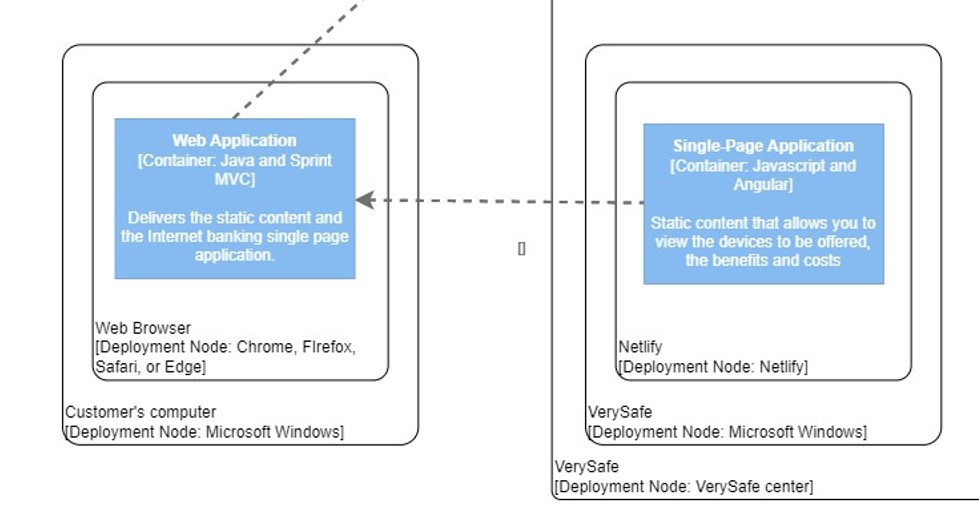 Web Application
[Container: Java and Sprint
MVC]
Delivers the static content and
the Internet banking single page
application.
Web Browser
[Deployment Node: Chrome, FIrefox,
Safari, or Edge]
Customer's computer
[Deployment Node: Microsoft Windows]
[]
Single-Page Application
[Container: Javascript and
Angular]
Static content that allows you to
view the devices to be offered,
the benefits and costs
Netlify
[Deployment Node: Netlify]
VerySafe
[Deployment Node: Microsoft Windows]
VerySafe
[Deployment Node: VerySafe center]